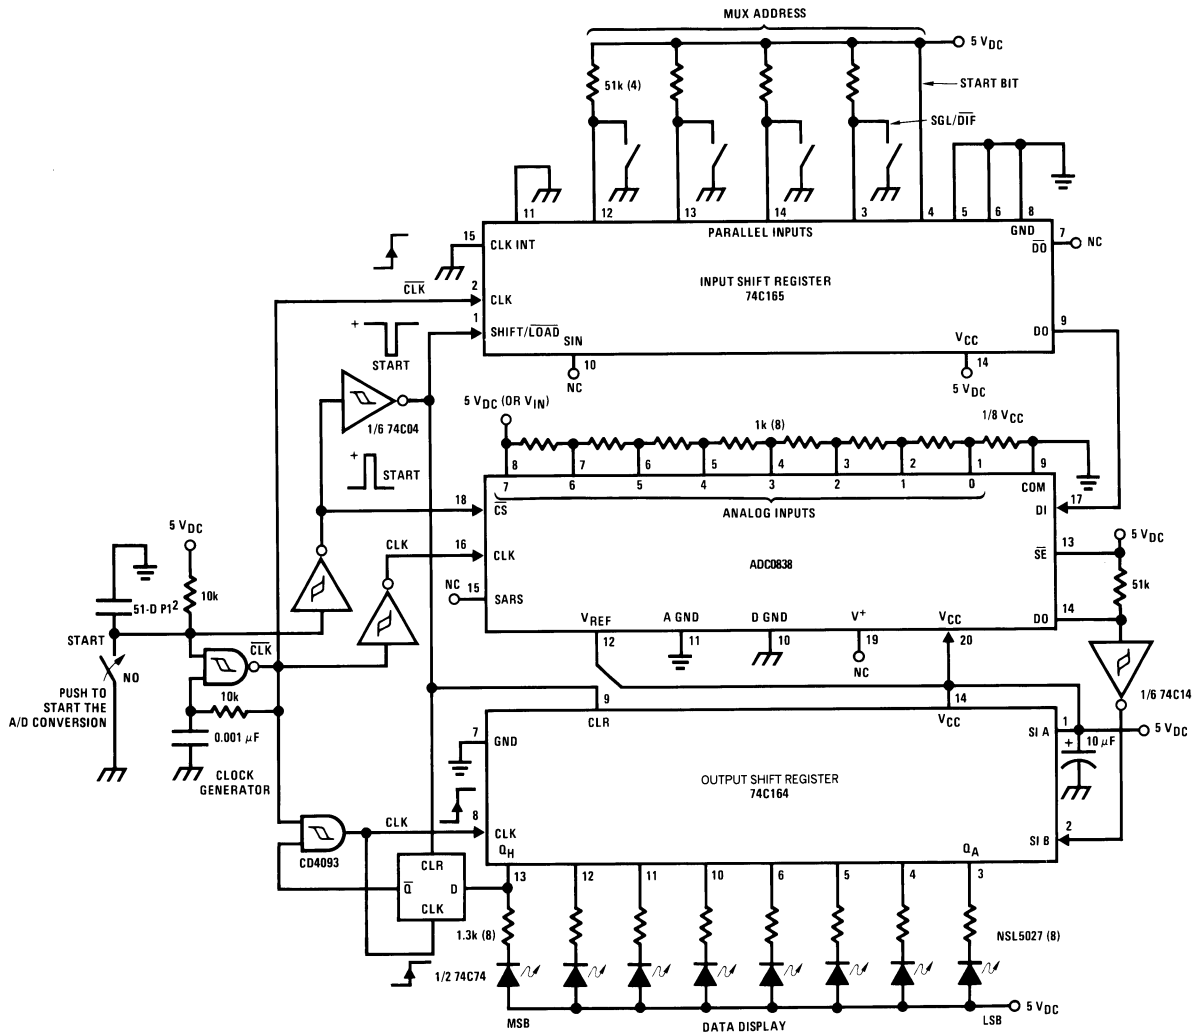 MUX ADDRESS
5 V DC
51k (4)
START BIT
SGL/DIF
11
12
13
14
3
4
5
6
8
PARALLEL INPUTS
GND
15
CLK INT
7
DO
NC
INPUT SHIFT REGISTER
74C165
CLK
2
CLK
1
SHIFT/LOAD
9
DO
+
START
SIN
10
NC
VCC
14
5 VDC
1/6 74C04
5 VDC (OR VIN)
1k (8)
1/8 VCC
+
START
8
7
6
5
4
3
2
1
9
7
6
5
4
3
2
1
0
COM
ANALOG INPUTS
18
CS
17
DI
5 VDC
CLK
16
CLK
ADC0838
13
SE
5 VDC
51k
NC
15
SARS
14
DO
10k
51-D P1²
VREF
A GND
D GND
V+
VCC
12
11
10
19
20
NC
START
CLK
NO
PUSH TO
START THE
A/D CONVERSION
10k
0.001 µF
CLOCK
GENERATOR
1/6 74C14
9
CLR
14
VCC
7
GND
1
SI A
+
10 µF
5 VDC
OUTPUT SHIFT REGISTER
74C164
CLK
8
CLK
2
SI B
CD4093
QH
QA
CLR
Q
D
CLK
13
12
11
10
6
5
4
3
1.3k (8)
NSL5027 (8)
1/2 74C74
5 VDC
MSB
DATA DISPLAY
LSB